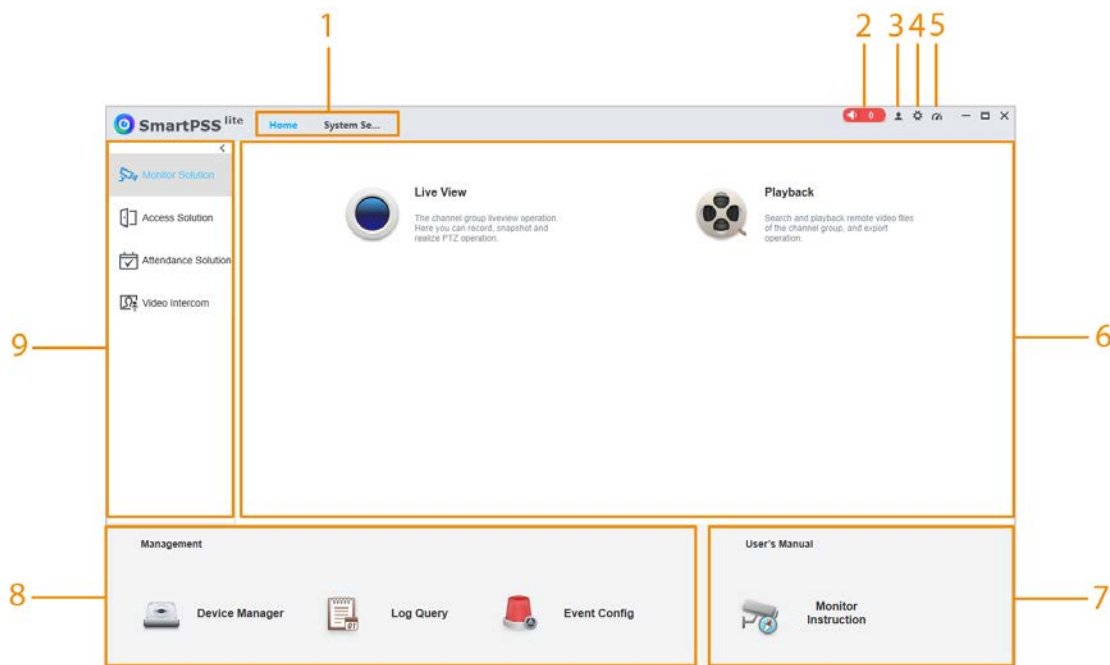 1
2
3
4
5
SmartPSS lite
Home
System Se...
0
Monitor Solution
Access Solution
Attendance Solution
Video Intercom
Live View
The channel group liveview operation.
Here you can record, snapshot and
realize PTZ operation.
Playback
Search and playback remote video files
of the channel group, and export
operation.
9
6
Management
Device Manager
Log Query
01
Event Config
User's Manual
Monitor
Instruction
8
7